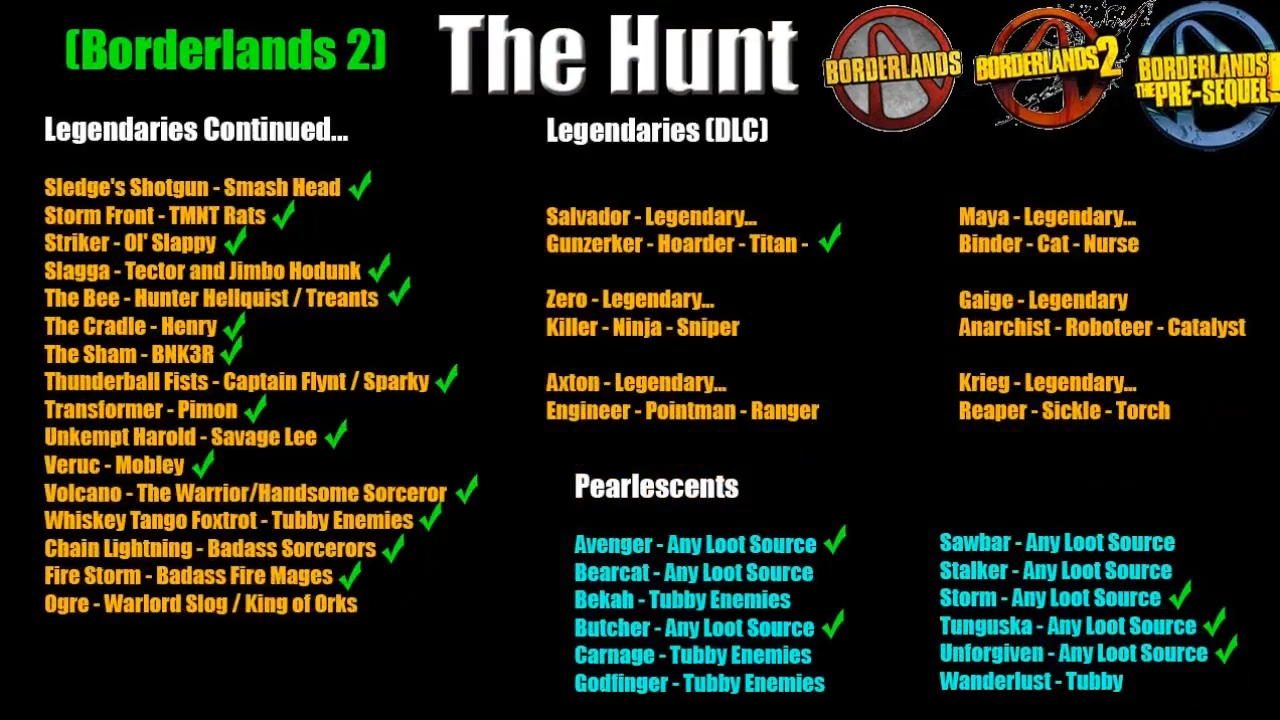 (Borderlands 2)
The Hunt
BORDERLANDS
BORDERLANDS 2
BORDERLANDS
THE PRE-SEQUEL!
Legendaries Continued...
Sledge's Shotgun - Smash Head ✓
Storm Front - TMNT Rats ✓
Striker - Ol' Slappy ✓
Slagga - Tector and Jimbo Hodunk ✓
The Bee - Hunter Hellquist / Treants ✓
The Cradle - Henry ✓
The Sham - BNK3R ✓
Thunderball Fists - Captain Flynt / Sparky ✓
Transformer - Pimon ✓
Unkempt Harold - Savage Lee ✓
Veruc - Mobley ✓
Volcano - The Warrior/Handsome Sorceror ✓
Whiskey Tango Foxtrot - Tubby Enemies ✓
Chain Lightning - Badass Sorcerors ✓
Fire Storm - Badass Fire Mages ✓
Ogre - Warlord Slog / King of Orks
Legendaries (DLC)
Salvador - Legendary...
Gunzerker - Hoarder - Titan - ✓
Zero - Legendary...
Killer - Ninja - Sniper
Axton - Legendary...
Engineer - Pointman - Ranger
Maya - Legendary...
Binder - Cat - Nurse
Gaige - Legendary
Anarchist - Roboteer - Catalyst
Krieg - Legendary...
Reaper - Sickle - Torch
Pearlescents
Avenger - Any Loot Source ✓
Bearcat - Any Loot Source
Bekah - Tubby Enemies
Butcher - Any Loot Source ✓
Carnage - Tubby Enemies
Godfinger - Tubby Enemies
Sawbar - Any Loot Source
Stalker - Any Loot Source
Storm - Any Loot Source ✓
Tunguska - Any Loot Source ✓
Unforgiven - Any Loot Source ✓
Wanderlust - Tubby